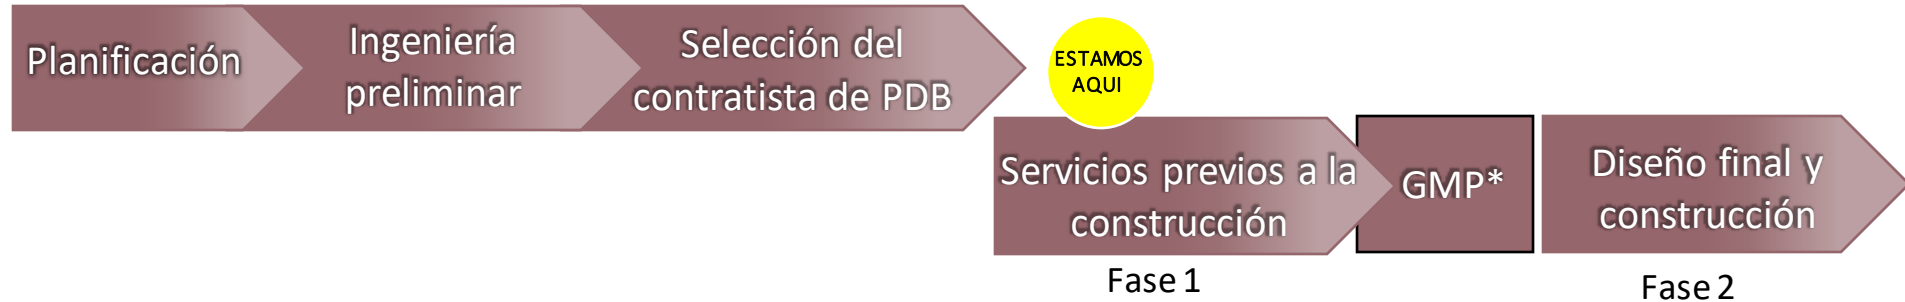 Planificación
Ingeniería
preliminar
Selección del
contratista de PDB
ESTAMOS
AQUI
Servicios previos a la
construcción
GMP*
Diseño final y
construcción
Fase 1
Fase 2